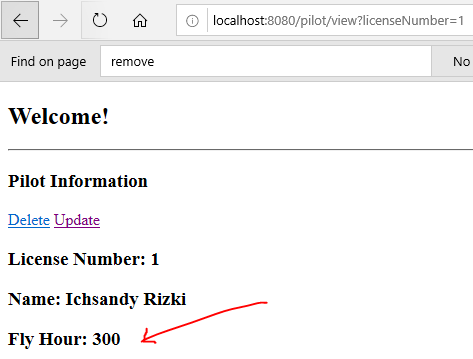 localhost:8080/pilot/view?licenseNumber=1
Find on page remove No
Welcome!
Pilot Information
Delete Update
License Number: 1
Name: Ichsandy Rizki
Fly Hour: 300